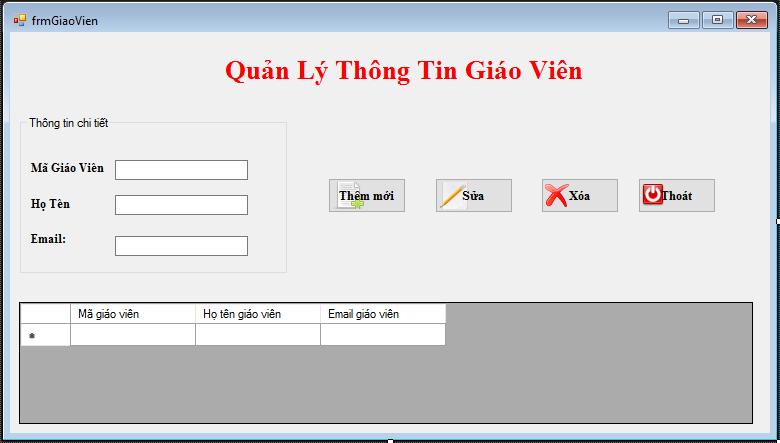 frmGiaoVien
Quản Lý Thông Tin Giáo Viên
Thông tin chi tiết
Mã Giáo Viên
Họ Tên
Email:
Thêm mới
Sửa
Xóa
Thoát
Mã giáo viên
Họ tên giáo viên
Email giáo viên